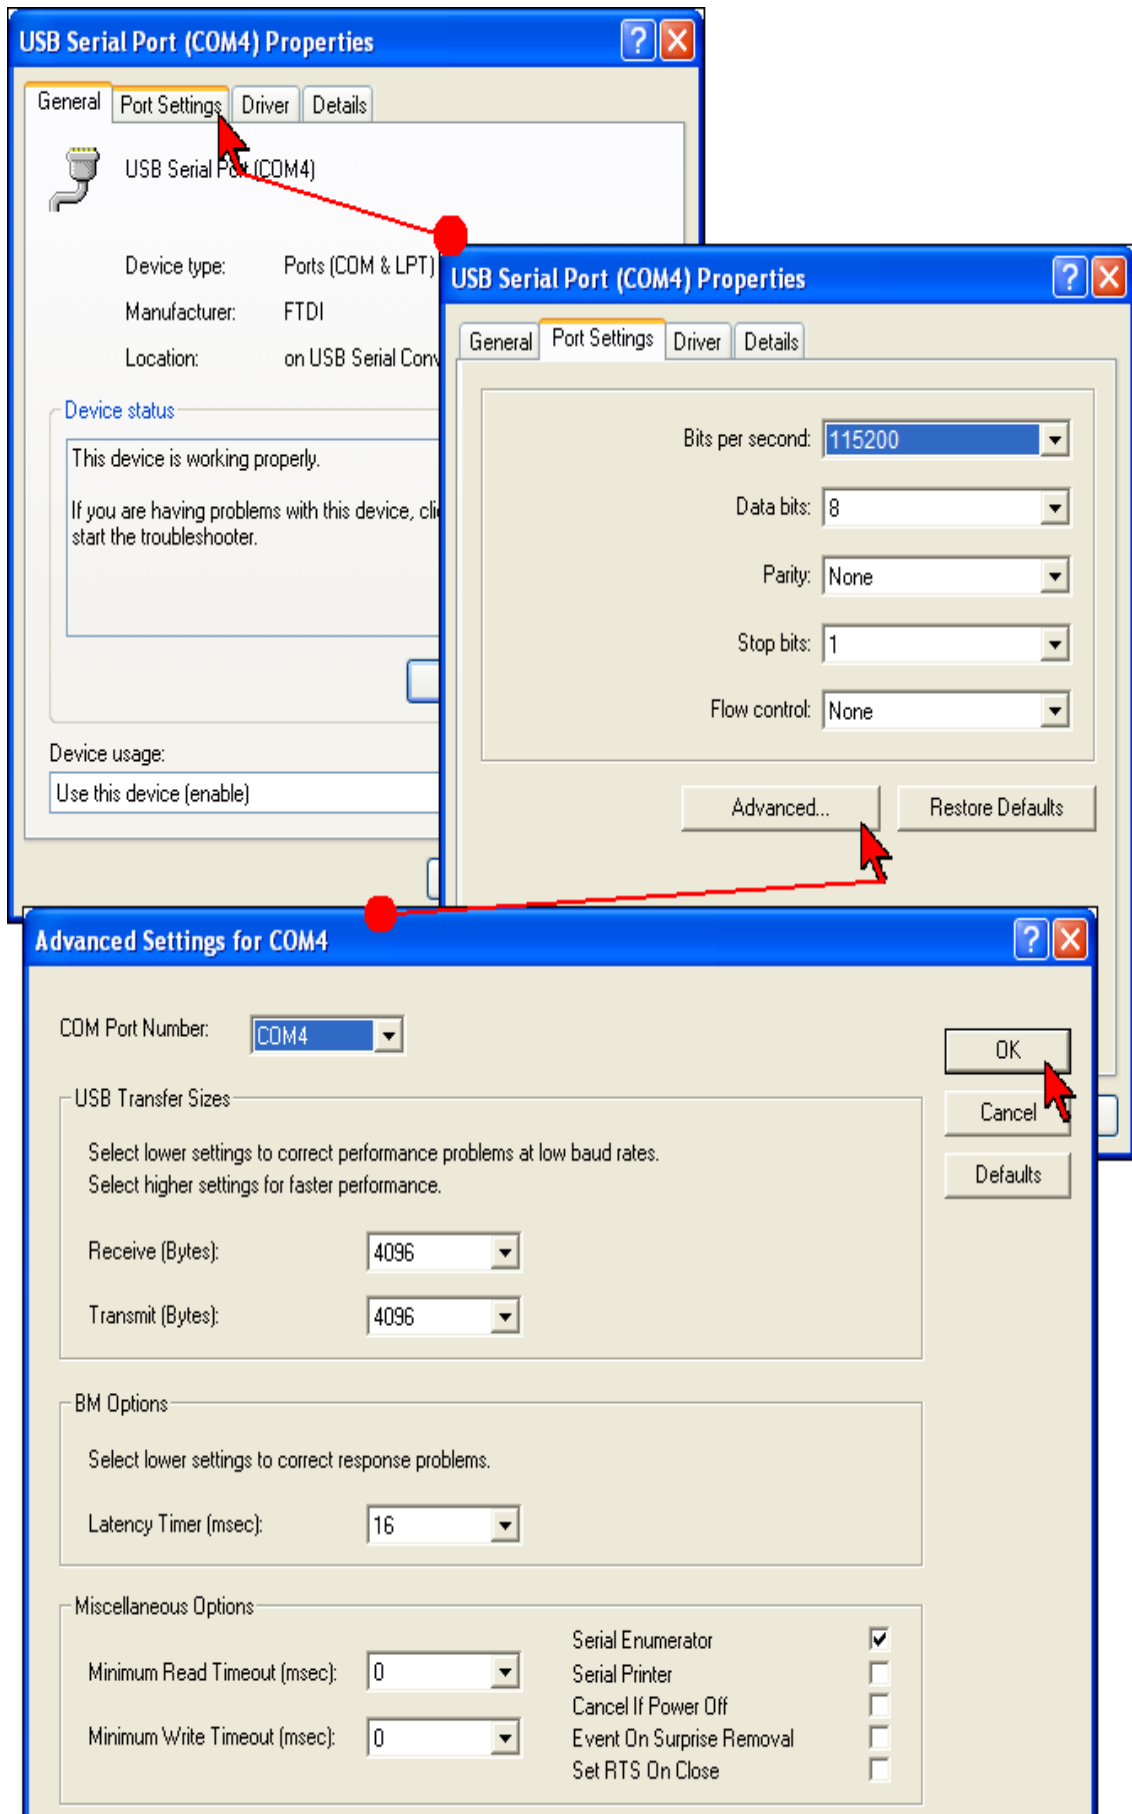 USB Serial Port (COM4) Properties
General Port Settings Driver Details
USB Serial Port (COM4)
Device type: Ports (COM & LPT)
Manufacturer: FTDI
Location: on USB Serial Conv
Device status
This device is working properly.
If you are having problems with this device, clic
start the troubleshooter.
Device usage:
Use this device (enable)
USB Serial Port (COM4) Properties
General Port Settings Driver Details
Bits per second: 115200
Data bits: 8
Parity: None
Stop bits: 1
Flow control: None
Advanced... Restore Defaults
Advanced Settings for COM4
COM Port Number: COM4
OK
Cancel
Defaults
USB Transfer Sizes
Select lower settings to correct performance problems at low baud rates.
Select higher settings for faster performance.
Receive (Bytes): 4096
Transmit (Bytes): 4096
BM Options
Select lower settings to correct response problems.
Latency Timer (msec): 16
Miscellaneous Options
Minimum Read Timeout (msec): 0
Minimum Write Timeout (msec): 0
Serial Enumerator
Serial Printer
Cancel If Power Off
Event On Surprise Removal
Set RTS On Close